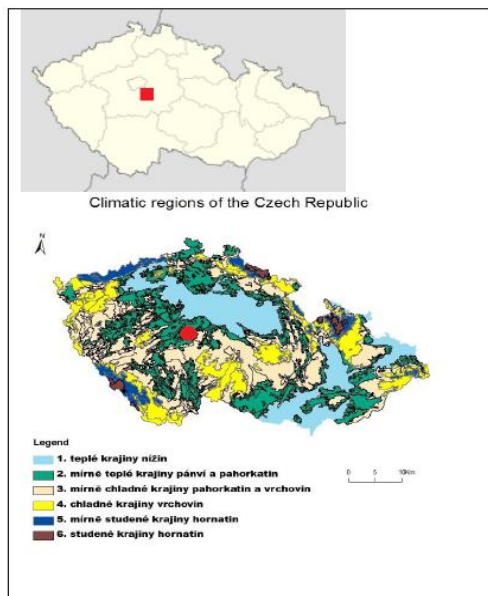 Climatic regions of the Czech Republic
N
Legend
1. teplé krajiny nížin
2. mírně teplé krajiny pánví a pahorkatin
3. mírně chladné krajiny pahorkatin a vrchovin
4. chladné krajiny vrchovin
5. mírně studené krajiny hornatin
6. studené krajiny hornatin
0 5 10Km